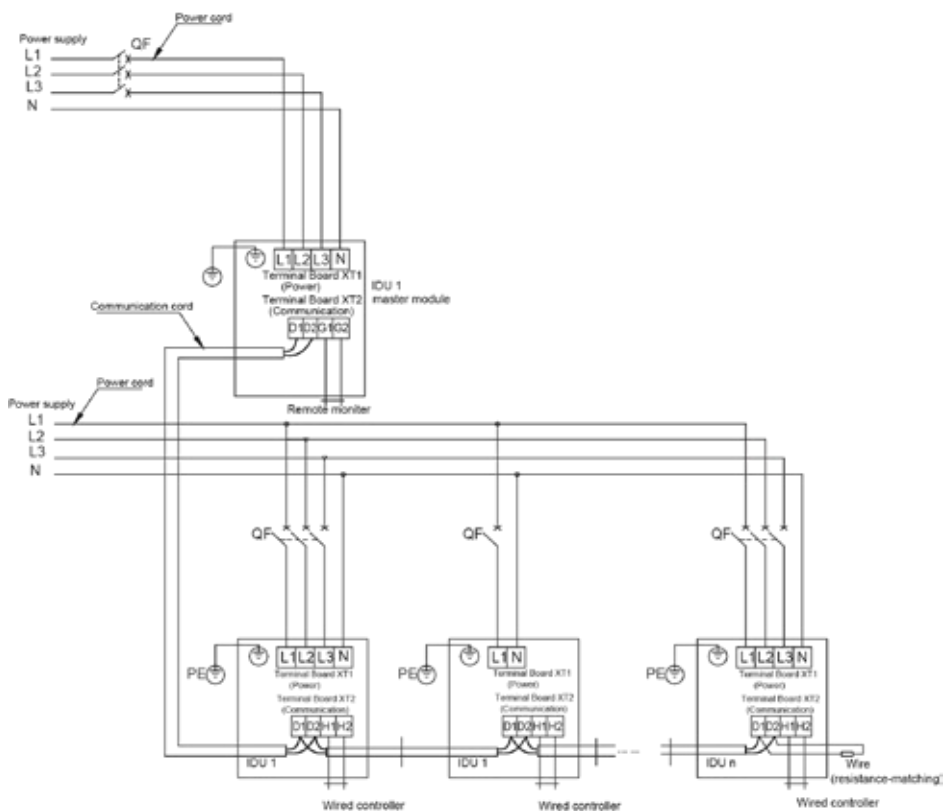 Power cord
Power supply
QF
L1
L2
L3
N
L1 L2 L3 N
Terminal Board XT1
(Power)
Terminal Board XT2
(Communication)
D1 D2 G1 G2
IDU 1
master module
Communication cord
Remote moniter
Power cord
Power supply
L1
L2
L3
N
QF
QF
QF
PE
L1 L2 L3 N
Terminal Board XT1
(Power)
Terminal Board XT2
(Communication)
D1 D2 H1 H2
IDU 1
Wired controller
PE
L1 N
Terminal Board XT1
(Power)
Terminal Board XT2
(Communication)
D1 D2 H1 H2
IDU 1
Wired controller
PE
L1 L2 L3 N
Terminal Board XT1
(Power)
Terminal Board XT2
(Communication)
D1 D2 H1 H2
IDU n
Wire
(resistance-matching)
Wired controller